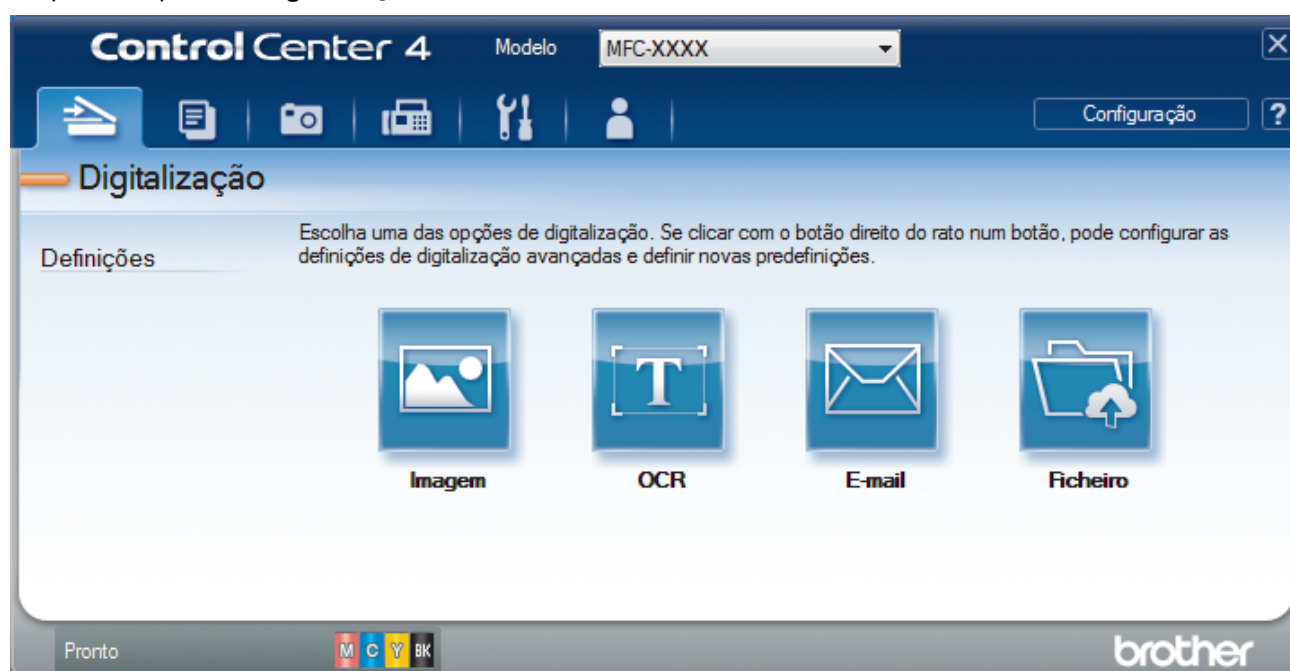 Control Center 4
Modelo
MFC-XXXX
Configuração
?
Digitalização
Definições
Escolha uma das opções de digitalização. Se clicar com o botão direito do rato num botão, pode configurar as
definições de digitalização avançadas e definir novas predefinições.
T
Imagem
OCR
E-mail
Ficheiro
Pronto
M C Y BK
brother